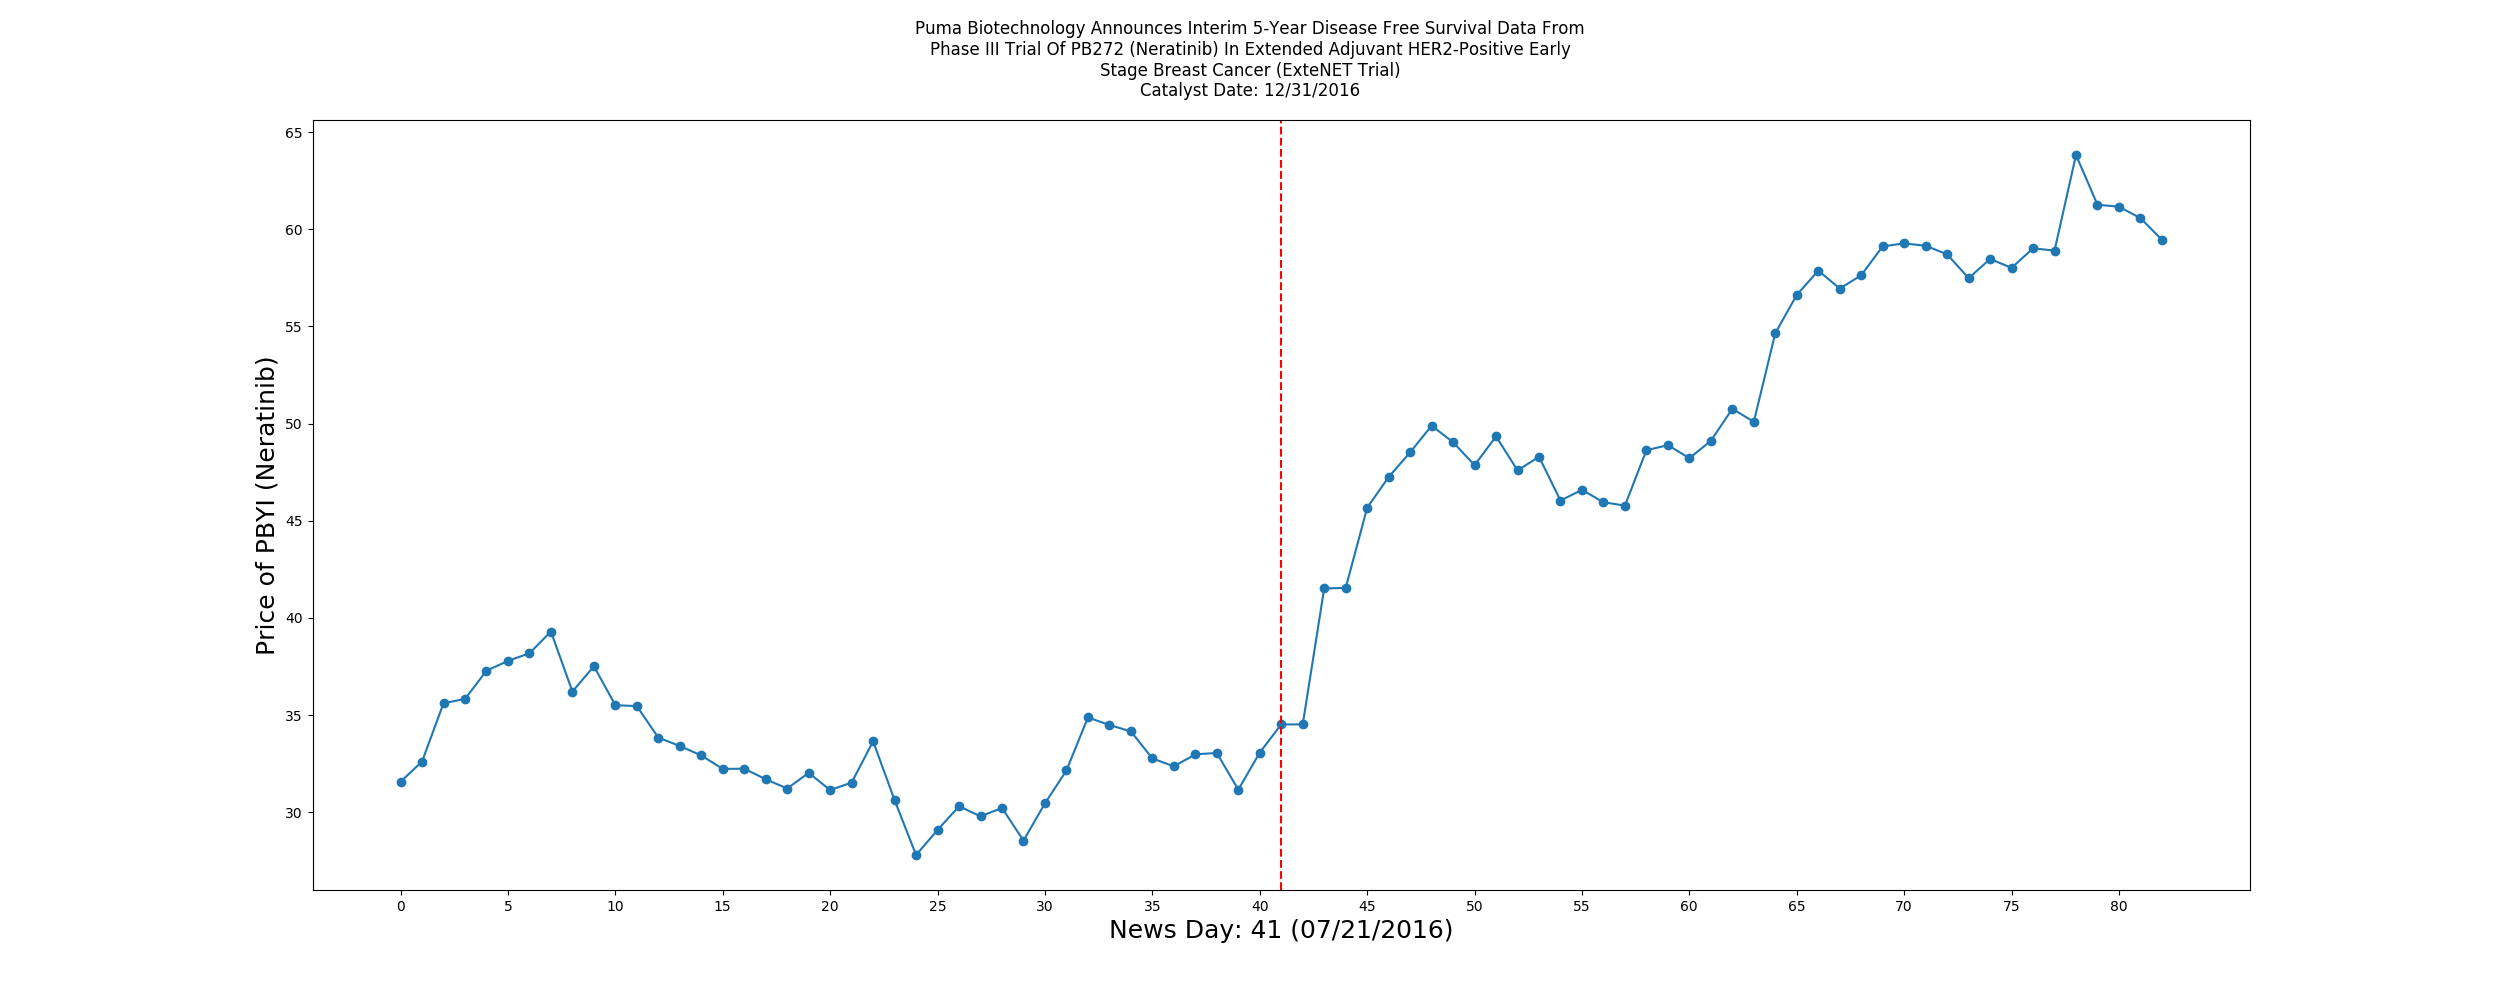 Puma Biotechnology Announces Interim 5-Year Disease Free Survival Data From
Phase III Trial Of PB272 (Neratinib) In Extended Adjuvant HER2-Positive Early
Stage Breast Cancer (ExteNET Trial)
Catalyst Date: 12/31/2016
Price of PBYI (Neratinib)
65
60
55
50
45
40
35
30
0 5 10 15 20 25 30 35 40 45 50 55 60 65 70 75 80
News Day: 41 (07/21/2016)